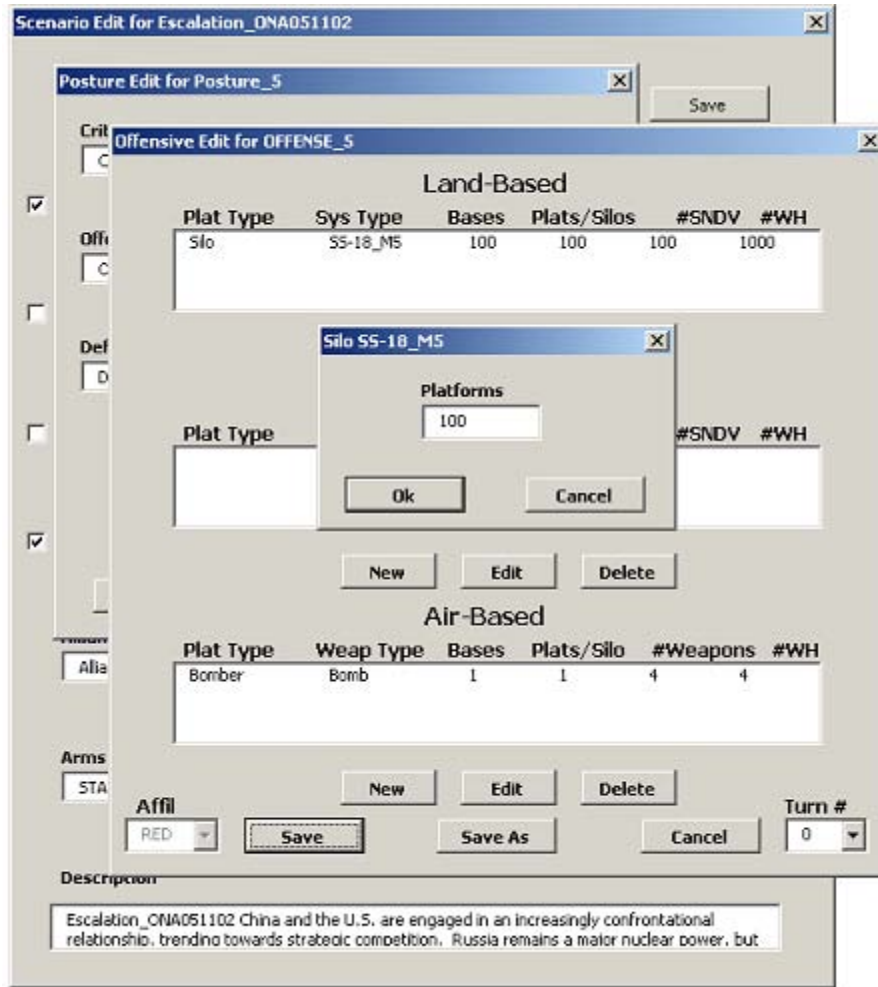 Scenario Edit for Escalation_ONA051102
Posture Edit for Posture_5
Save
Crit
Offensive Edit for OFFENSE_5
C
Land-Based
Plat Type Sys Type Bases Plats/Silos #SNDV #WH
Silo SS-18_M5 100 100 100 1000
Offe
C
Silo SS-18_M5
Def
D
Platforms
100
Plat Type #SNDV #WH
Ok Cancel
New Edit Delete
Air-Based
Plat Type Weap Type Bases Plats/Silo #Weapons #WH
Bomber Bomb 1 1 4 4
Allia
Arms
STA
New Edit Delete
Affil Turn #
RED Save Save As Cancel 0
Description
Escalation_ONA051102 China and the U.S. are engaged in an increasingly confrontational
relationship, trending towards strategic competition. Russia remains a major nuclear power, but